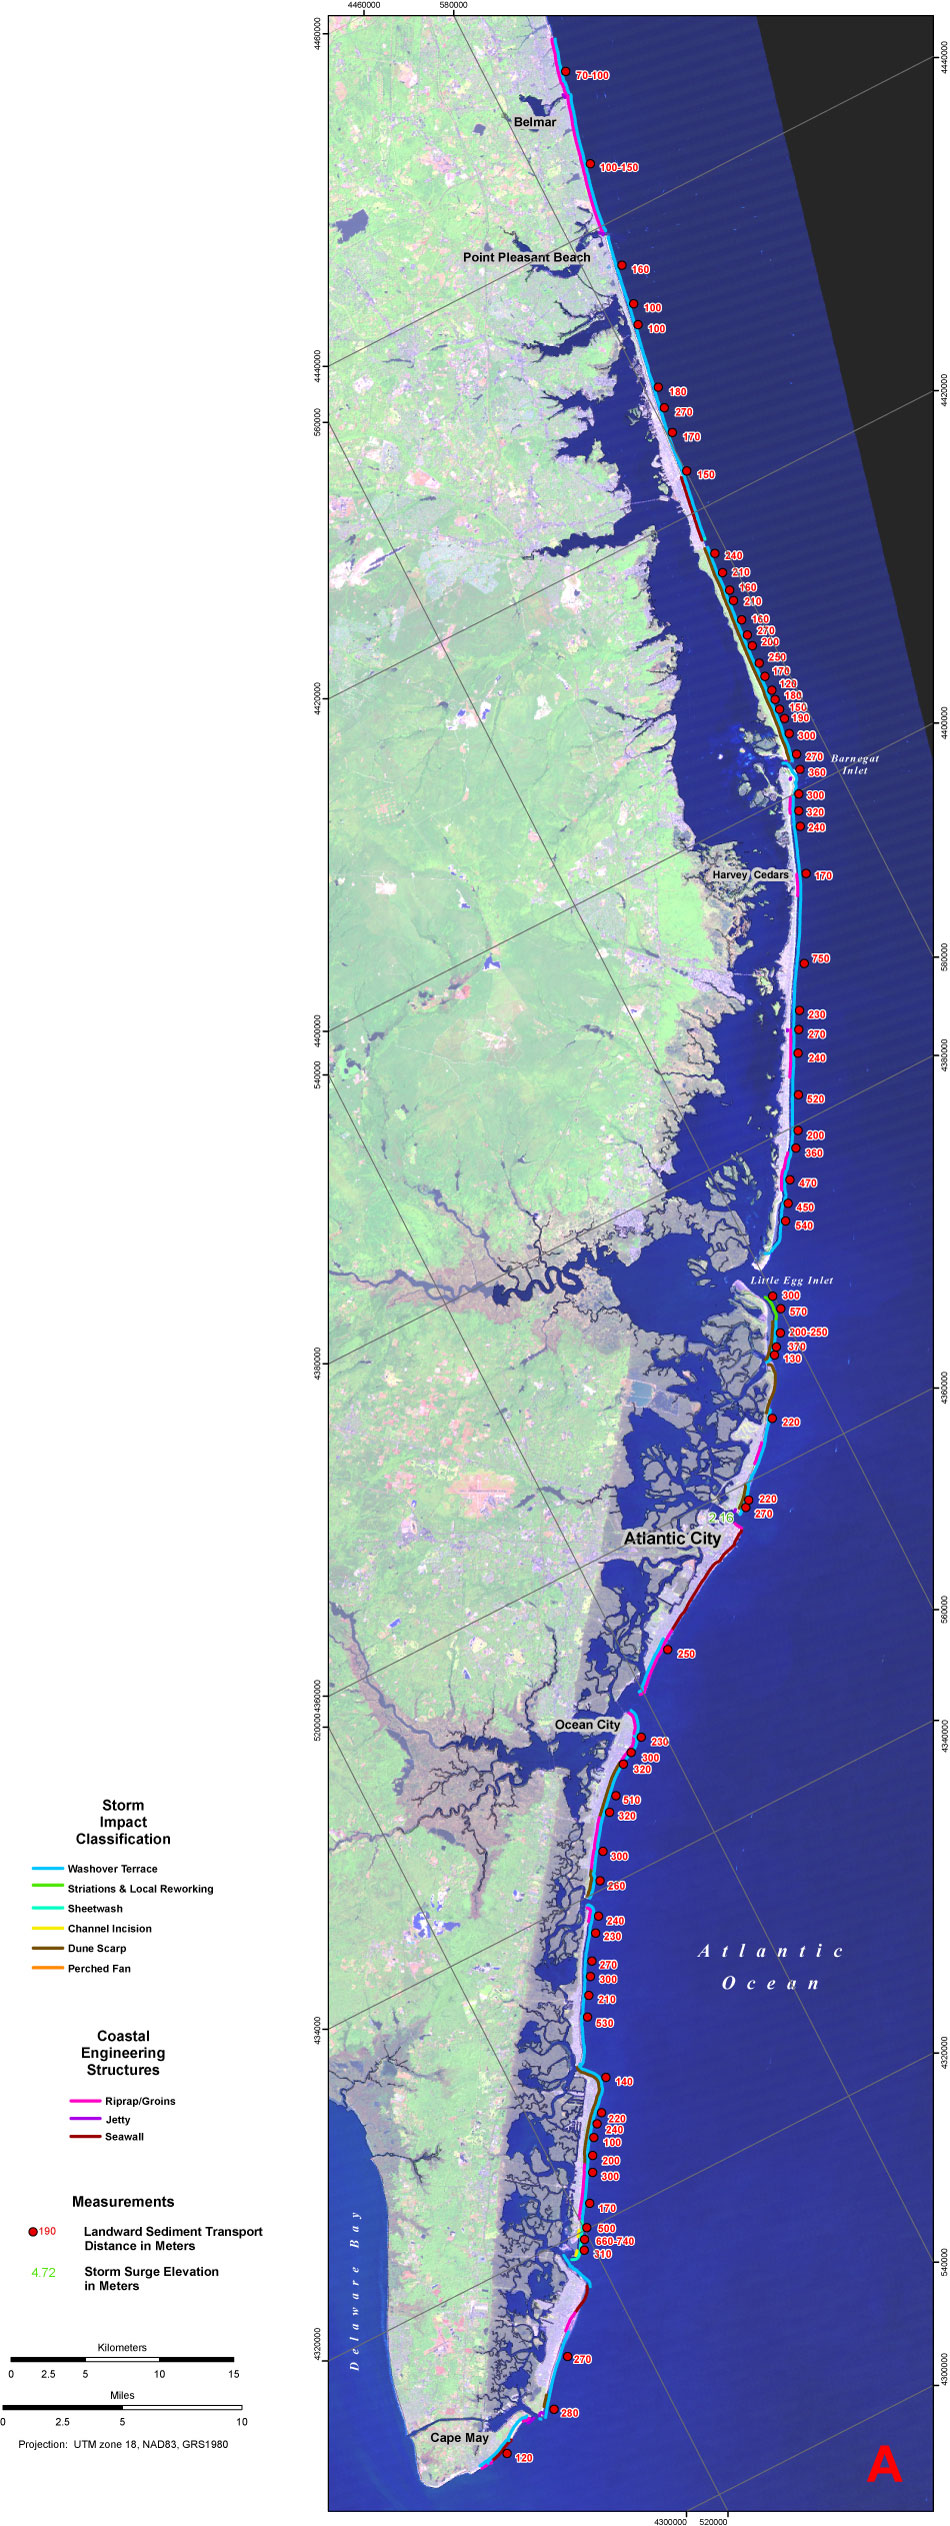 4460000
580000
4460000
4440000
70-100
Belmar
100-150
Point Pleasant Beach
160
100
100
4440000
180
4420000
270
560000
170
150
240
210
160
210
160
270
200
250
170
120
180
4420000
150
190
4400000
300
270
Barnegat
Inlet
360
300
320
240
Harvey Cedars
170
750
580000
230
4400000
270
240
4380000
540000
520
200
360
470
450
540
Little Egg Inlet
300
570
200-250
370
130
4380000
4360000
220
220
270
2.16
Atlantic City
560000
250
4360000
520000
Ocean City
4340000
230
300
320
510
320
Storm
Impact
Classification
300
Washover Terrace
260
Striations & Local Reworking
Sheetwash
240
Channel Incision
230
Dune Scarp
Atlantic
Ocean
270
Perched Fan
300
210
530
434000
4320000
Coastal
Engineering
Structures
140
Riprap/Groins
220
Jetty
240
Seawall
100
200
300
Measurements
170
190
Landward Sediment Transport
Distance in Meters
500
660-740
310
540000
4.72
Storm Surge Elevation
in Meters
Delaware Bay
Kilometers
4320000
270
0 2.5 5 10 15
4300000
Miles
280
0 2.5 5 10
Cape May
Projection: UTM zone 18, NAD83, GRS1980
120
A
4300000
520000